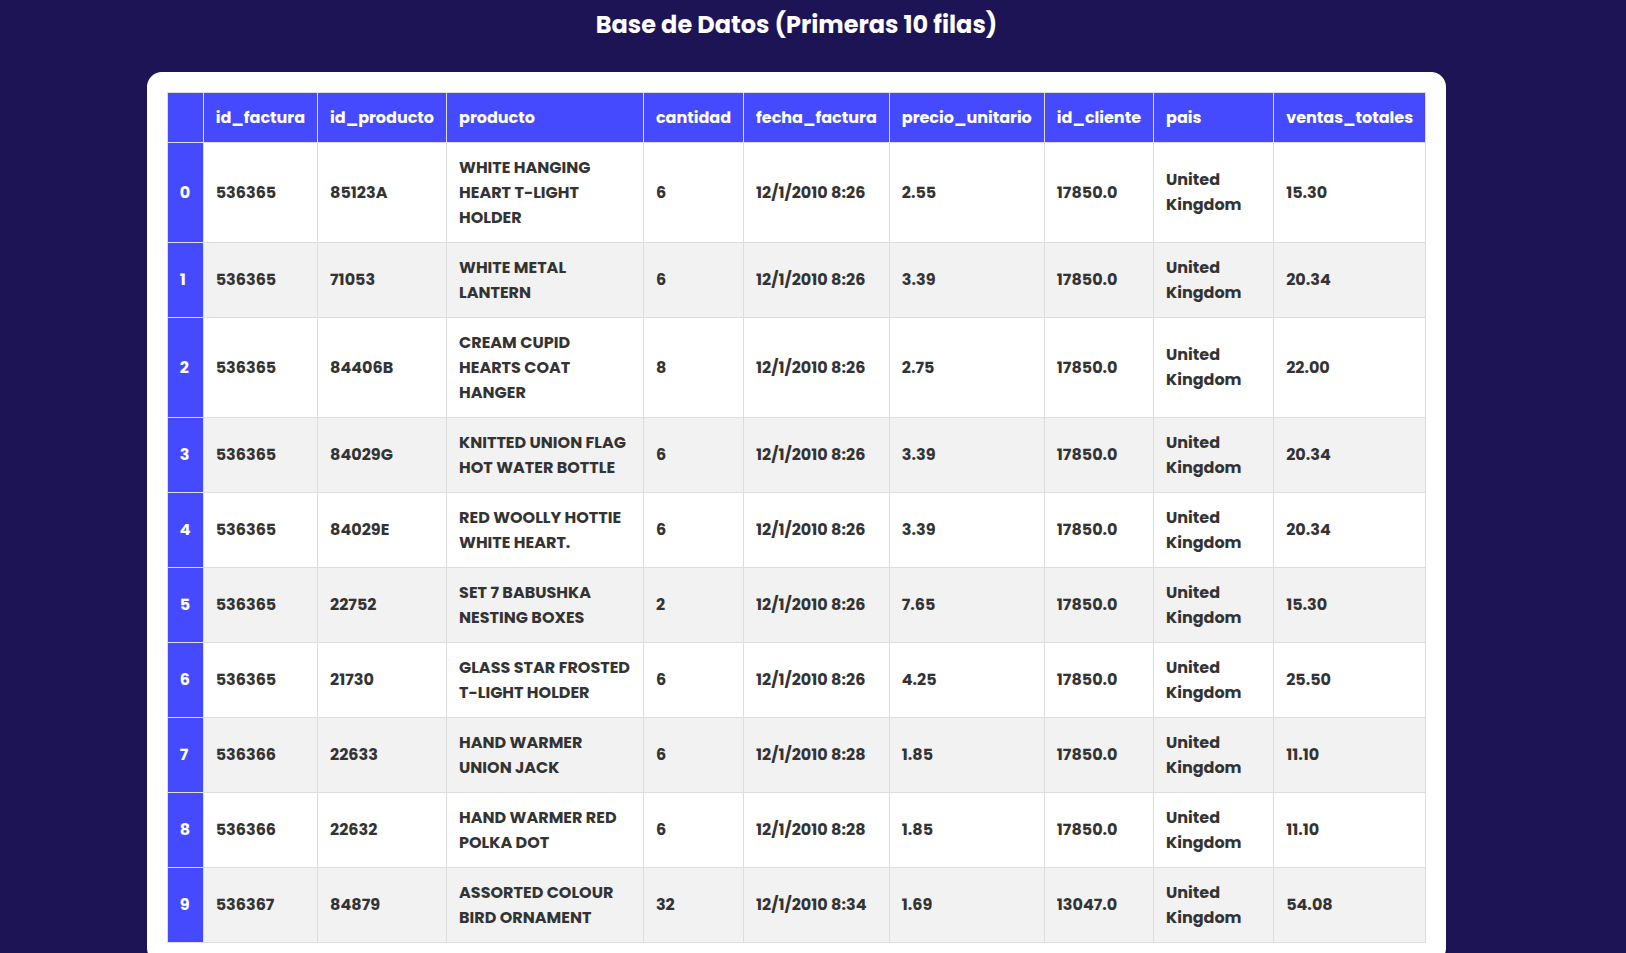 Base de Datos (Primeras 10 filas)
id_factura id_producto producto cantidad fecha_factura precio_unitario id_cliente pais ventas_totales
0 536365 85123A WHITE HANGING HEART T-LIGHT HOLDER 6 12/1/2010 8:26 2.55 17850.0 United Kingdom 15.30
1 536365 71053 WHITE METAL LANTERN 6 12/1/2010 8:26 3.39 17850.0 United Kingdom 20.34
2 536365 84406B CREAM CUPID HEARTS COAT HANGER 8 12/1/2010 8:26 2.75 17850.0 United Kingdom 22.00
3 536365 84029G KNITTED UNION FLAG HOT WATER BOTTLE 6 12/1/2010 8:26 3.39 17850.0 United Kingdom 20.34
4 536365 84029E RED WOOLLY HOTTIE WHITE HEART. 6 12/1/2010 8:26 3.39 17850.0 United Kingdom 20.34
5 536365 22752 SET 7 BABUSHKA NESTING BOXES 2 12/1/2010 8:26 7.65 17850.0 United Kingdom 15.30
6 536365 21730 GLASS STAR FROSTED T-LIGHT HOLDER 6 12/1/2010 8:26 4.25 17850.0 United Kingdom 25.50
7 536366 22633 HAND WARMER UNION JACK 6 12/1/2010 8:28 1.85 17850.0 United Kingdom 11.10
8 536366 22632 HAND WARMER RED POLKA DOT 6 12/1/2010 8:28 1.85 17850.0 United Kingdom 11.10
9 536367 84879 ASSORTED COLOUR BIRD ORNAMENT 32 12/1/2010 8:34 1.69 13047.0 United Kingdom 54.08